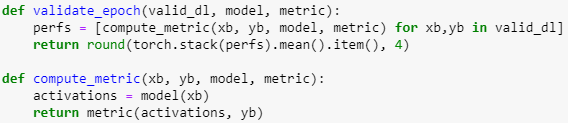 def validate_epoch(valid_dl, model, metric):
    perfs = [compute_metric(xb, yb, model, metric) for xb,yb in valid_dl]
    return round(torch.stack(perfs).mean().item(), 4)

def compute_metric(xb, yb, model, metric):
    activations = model(xb)
    return metric(activations, yb)